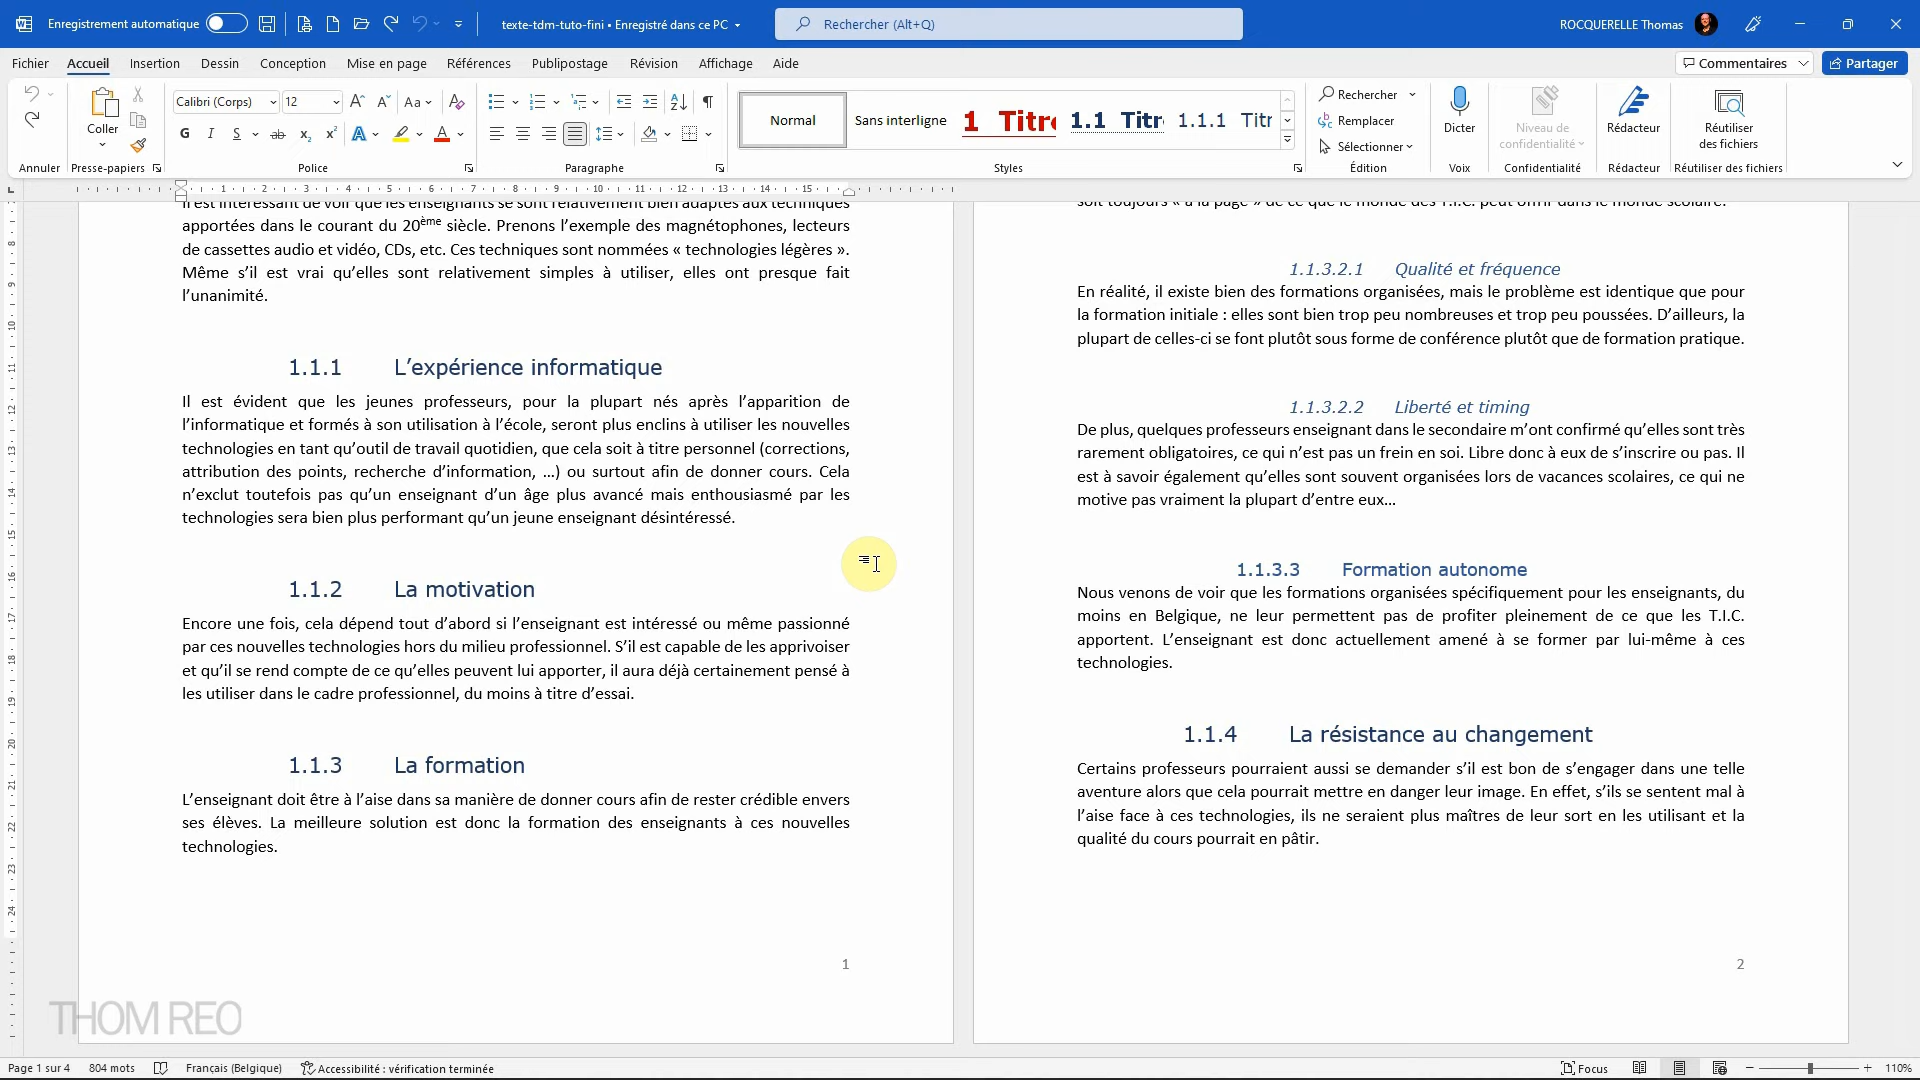 Enregistrement automatique
texte-tdm-tuto-fini • Enregistré dans ce PC
Rechercher (Alt+Q)
ROCQUERELLE Thomas
Fichier Accueil Insertion Dessin Conception Mise en page Références Publipostage Révision Affichage Aide
Commentaires
Partager
Coller
Calibri (Corps) 12
Normal
Sans interligne
1 Titre
1.1 Titr
1.1.1 Titr
Rechercher
Remplacer
Sélectionner
Dicter
Niveau de
confidentialité
Rédacteur
Réutiliser
des fichiers
Annuler Presse-papiers Police Paragraphe Styles Édition Voix Confidentialité Rédacteur Réutiliser des fichiers
Il est intéressant de voir que les enseignants se sont relativement bien adaptés aux techniques
apportées dans le courant du 20ème siècle. Prenons l’exemple des magnétophones, lecteurs
de cassettes audio et vidéo, CDs, etc. Ces techniques sont nommées « technologies légères ».
Même s’il est vrai qu’elles sont relativement simples à utiliser, elles ont presque fait
l’unanimité.
1.1.1 L’expérience informatique
Il est évident que les jeunes professeurs, pour la plupart nés après l’apparition de
l’informatique et formés à son utilisation à l’école, seront plus enclins à utiliser les nouvelles
technologies en tant qu’outil de travail quotidien, que cela soit à titre personnel (corrections,
attribution des points, recherche d’information, …) ou surtout afin de donner cours. Cela
n’exclut toutefois pas qu’un enseignant d’un âge plus avancé mais enthousiasmé par les
technologies sera bien plus performant qu’un jeune enseignant désintéressé.
1.1.2 La motivation
Encore une fois, cela dépend tout d’abord si l’enseignant est intéressé ou même passionné
par ces nouvelles technologies hors du milieu professionnel. S’il est capable de les apprivoiser
et qu’il se rend compte de ce qu’elles peuvent lui apporter, il aura déjà certainement pensé à
les utiliser dans le cadre professionnel, du moins à titre d’essai.
1.1.3 La formation
L’enseignant doit être à l’aise dans sa manière de donner cours afin de rester crédible envers
ses élèves. La meilleure solution est donc la formation des enseignants à ces nouvelles
technologies.
1
soit toujours « à la page » de ce que le monde des T.I.C. peut offrir dans le monde scolaire.
1.1.3.2.1 Qualité et fréquence
En réalité, il existe bien des formations organisées, mais le problème est identique que pour
la formation initiale : elles sont bien trop peu nombreuses et trop peu poussées. D’ailleurs, la
plupart de celles-ci se font plutôt sous forme de conférence plutôt que de formation pratique.
1.1.3.2.2 Liberté et timing
De plus, quelques professeurs enseignant dans le secondaire m’ont confirmé qu’elles sont très
rarement obligatoires, ce qui n’est pas un frein en soi. Libre donc à eux de s’inscrire ou pas. Il
est à savoir également qu’elles sont souvent organisées lors de vacances scolaires, ce qui ne
motive pas vraiment la plupart d’entre eux…
1.1.3.3 Formation autonome
Nous venons de voir que les formations organisées spécifiquement pour les enseignants, du
moins en Belgique, ne leur permettent pas de profiter pleinement de ce que les T.I.C.
apportent. L’enseignant est donc actuellement amené à se former par lui-même à ces
technologies.
1.1.4 La résistance au changement
Certains professeurs pourraient aussi se demander s’il est bon de s’engager dans une telle
aventure alors que cela pourrait mettre en danger leur image. En effet, s’ils se sentent mal à
l’aise face à ces technologies, ils ne seraient plus maîtres de leur sort en les utilisant et la
qualité du cours pourrait en pâtir.
2
THOM REO
Page 1 sur 4 804 mots Français (Belgique) Accessibilité : vérification terminée Focus 110%